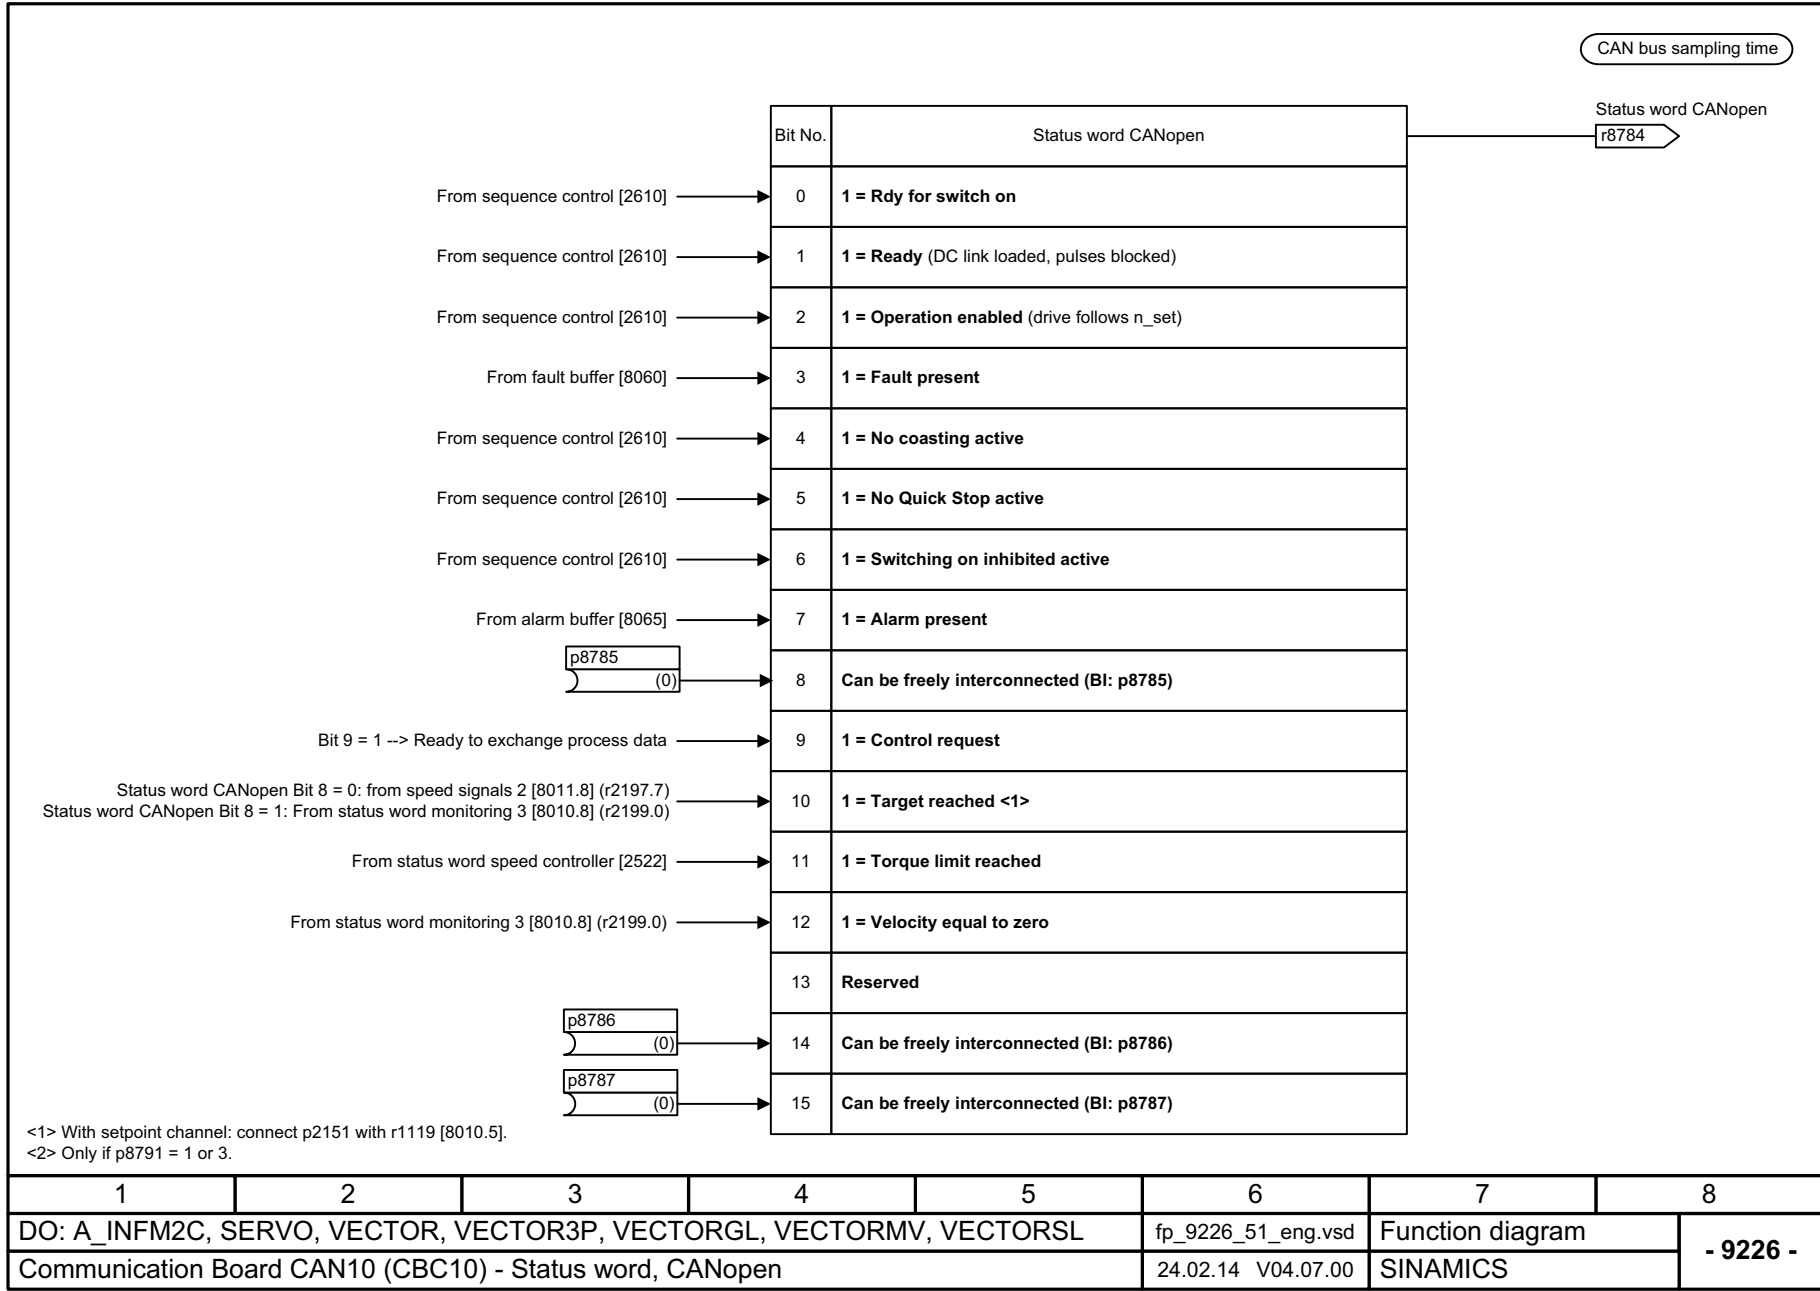 CAN bus sampling time
Status word CANopen
r8784
Bit No. Status word CANopen
From sequence control [2610] 0 1 = Rdy for switch on
From sequence control [2610] 1 1 = Ready (DC link loaded, pulses blocked)
From sequence control [2610] 2 1 = Operation enabled (drive follows n_set)
From fault buffer [8060] 3 1 = Fault present
From sequence control [2610] 4 1 = No coasting active
From sequence control [2610] 5 1 = No Quick Stop active
From sequence control [2610] 6 1 = Switching on inhibited active
From alarm buffer [8065] 7 1 = Alarm present
p8785
(0) 8 Can be freely interconnected (BI: p8785)
Bit 9 = 1 --> Ready to exchange process data 9 1 = Control request
Status word CANopen Bit 8 = 0: from speed signals 2 [8011.8] (r2197.7)
Status word CANopen Bit 8 = 1: From status word monitoring 3 [8010.8] (r2199.0)
10 1 = Target reached <1>
From status word speed controller [2522] 11 1 = Torque limit reached
From status word monitoring 3 [8010.8] (r2199.0) 12 1 = Velocity equal to zero
13 Reserved
p8786
(0) 14 Can be freely interconnected (BI: p8786)
p8787
(0) 15 Can be freely interconnected (BI: p8787)
<1> With setpoint channel: connect p2151 with r1119 [8010.5].
<2> Only if p8791 = 1 or 3.
1 2 3 4 5 6 7 8
DO: A_INFM2C, SERVO, VECTOR, VECTOR3P, VECTORGL, VECTORMV, VECTORSL fp_9226_51_eng.vsd Function diagram
- 9226 -
Communication Board CAN10 (CBC10) - Status word, CANopen 24.02.14 V04.07.00 SINAMICS